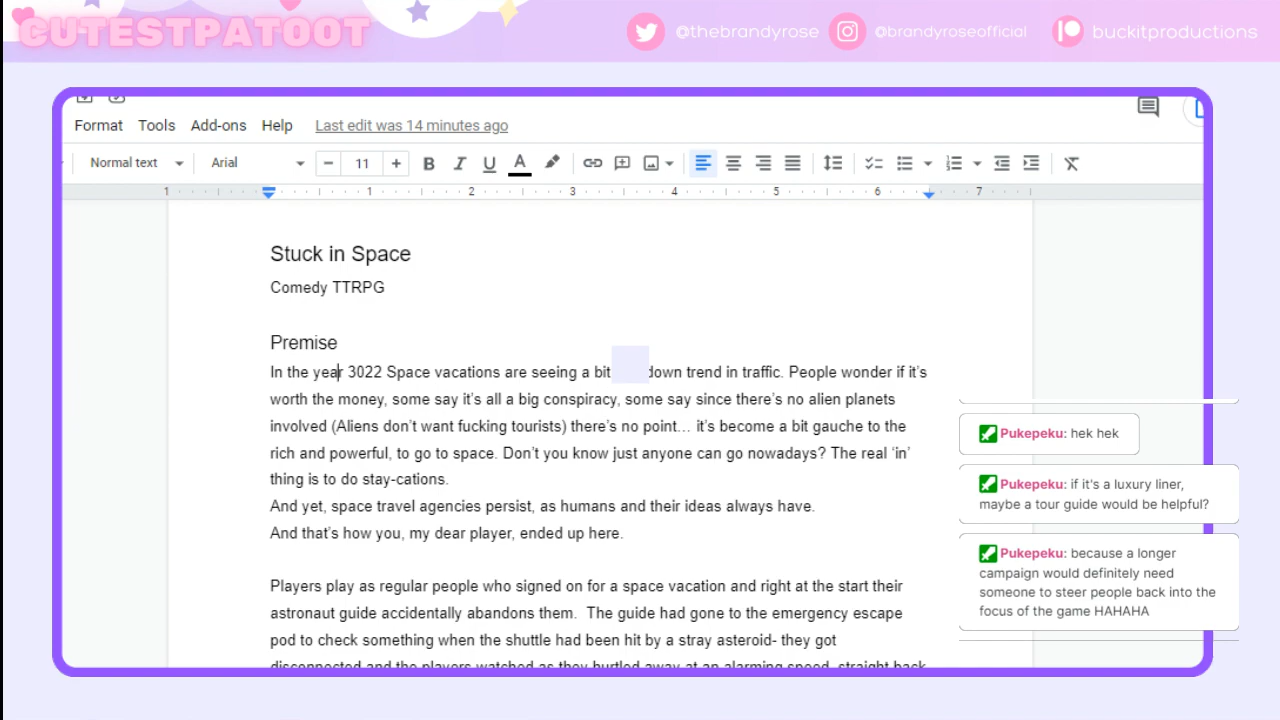 CUTESTPATOOT
@thebrandyrose
@brandyroseofficial
buckitproductions
Format Tools Add-ons Help Last edit was 14 minutes ago
Normal text Arial 11 B I U A
1 1 2 3 4 5 6 7
Stuck in Space
Comedy TTRPG
Premise
In the year 3022 Space vacations are seeing a bit down trend in traffic. People wonder if it's
worth the money, some say it's all a big conspiracy, some say since there's no alien planets
involved (Aliens don't want fucking tourists) there's no point… it's become a bit gauche to the
rich and powerful, to go to space. Don't you know just anyone can go nowadays? The real 'in'
thing is to do stay-cations.
And yet, space travel agencies persist, as humans and their ideas always have.
And that's how you, my dear player, ended up here.
Players play as regular people who signed on for a space vacation and right at the start their
astronaut guide accidentally abandons them.  The guide had gone to the emergency escape
pod to check something when the shuttle had been hit by a stray asteroid- they got
disconnected and the players watched as they hurtled away at an alarming speed, straight back
Pukepeku: hek hek
Pukepeku: if it's a luxury liner,
maybe a tour guide would be helpful?
Pukepeku: because a longer
campaign would definitely need
someone to steer people back into the
focus of the game HAHAHA